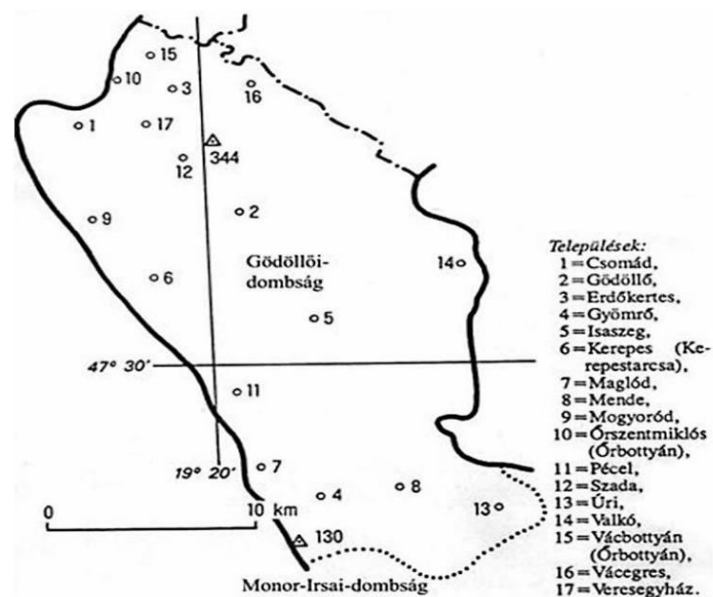 15
10
3
16
1
17
344
12
9
2
Gödöllői-
dombság
14
6
5
47° 30'
11
19° 20'
7
4
8
13
0
10 km
130
Monor-Irsai-dombság
Települések:
1=Csomád,
2=Gödöllő,
3=Erdőkertes,
4=Gyömrő,
5=Isaszeg,
6=Kerepes (Ke-
repestarcsa),
7=Maglód,
8=Mende,
9=Mogyoród,
10=Őrszentmiklós
(Őrbottyán),
11=Pécel,
12=Szada,
13=Úri,
14=Valkó,
15=Vácbottyán
(Őrbottyán),
16=Vácegres,
17=Veresegyház.